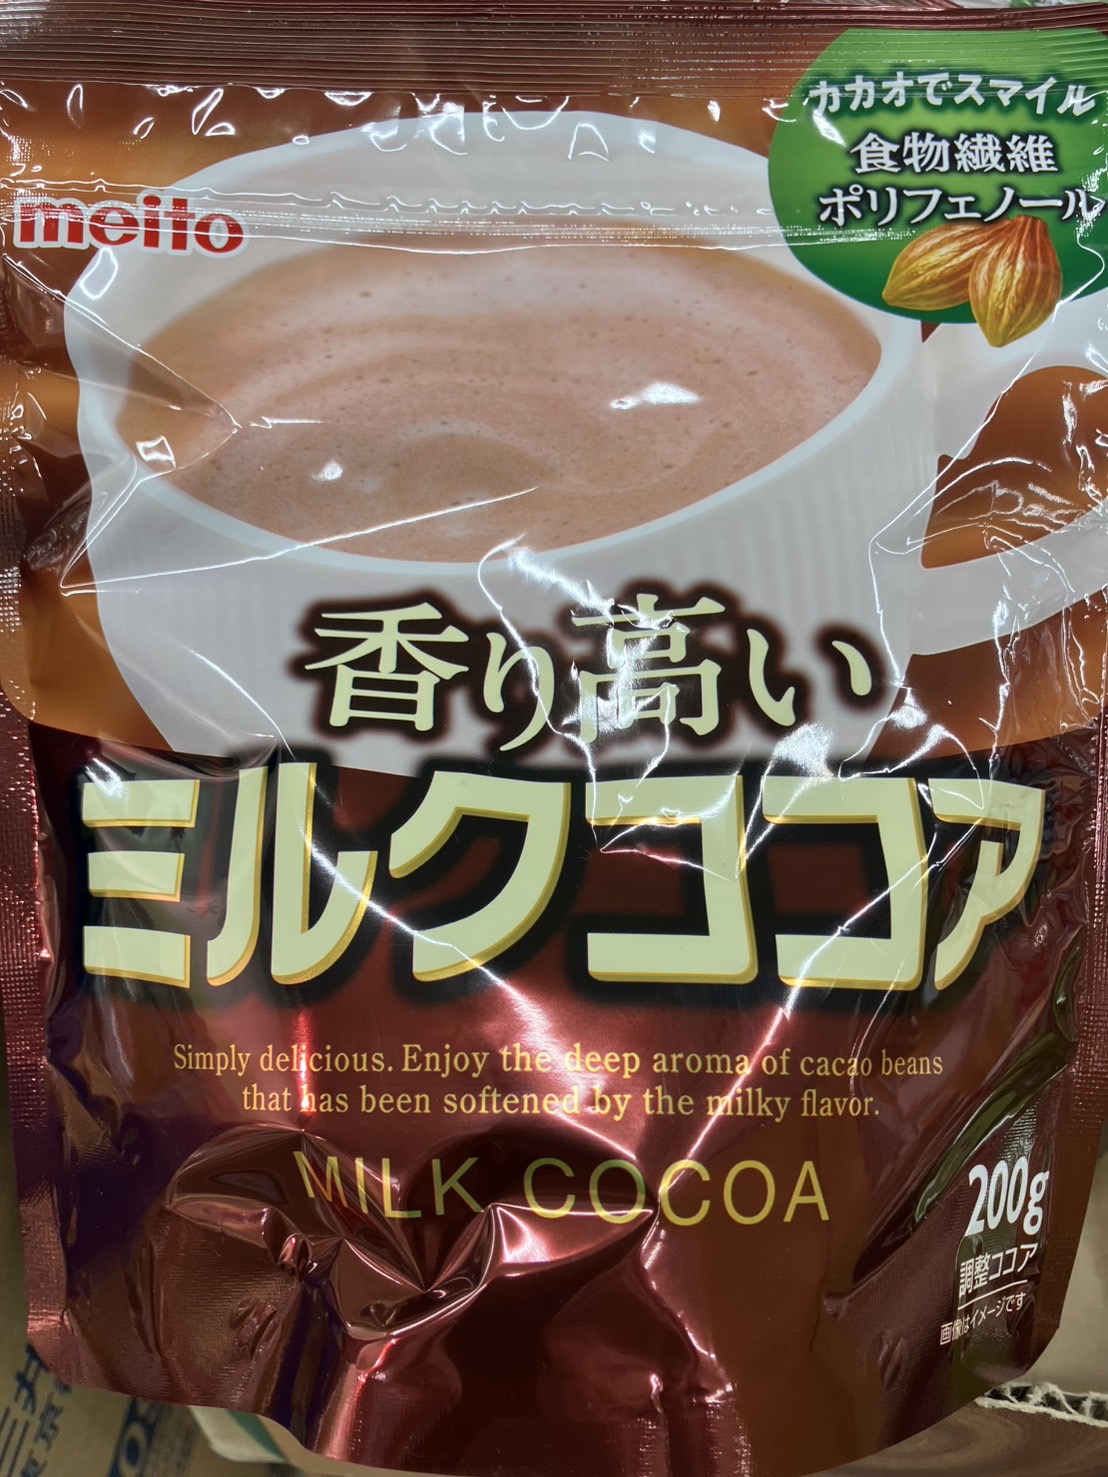 カカオでスマイル
食物繊維
ポリフェノール
meito
香り高い
ミルクココア
Simply delicious. Enjoy the deep aroma of cacao beans
that has been softened by the milky flavor.
MILK COCOA
200g
調整ココア
画像はイメージです